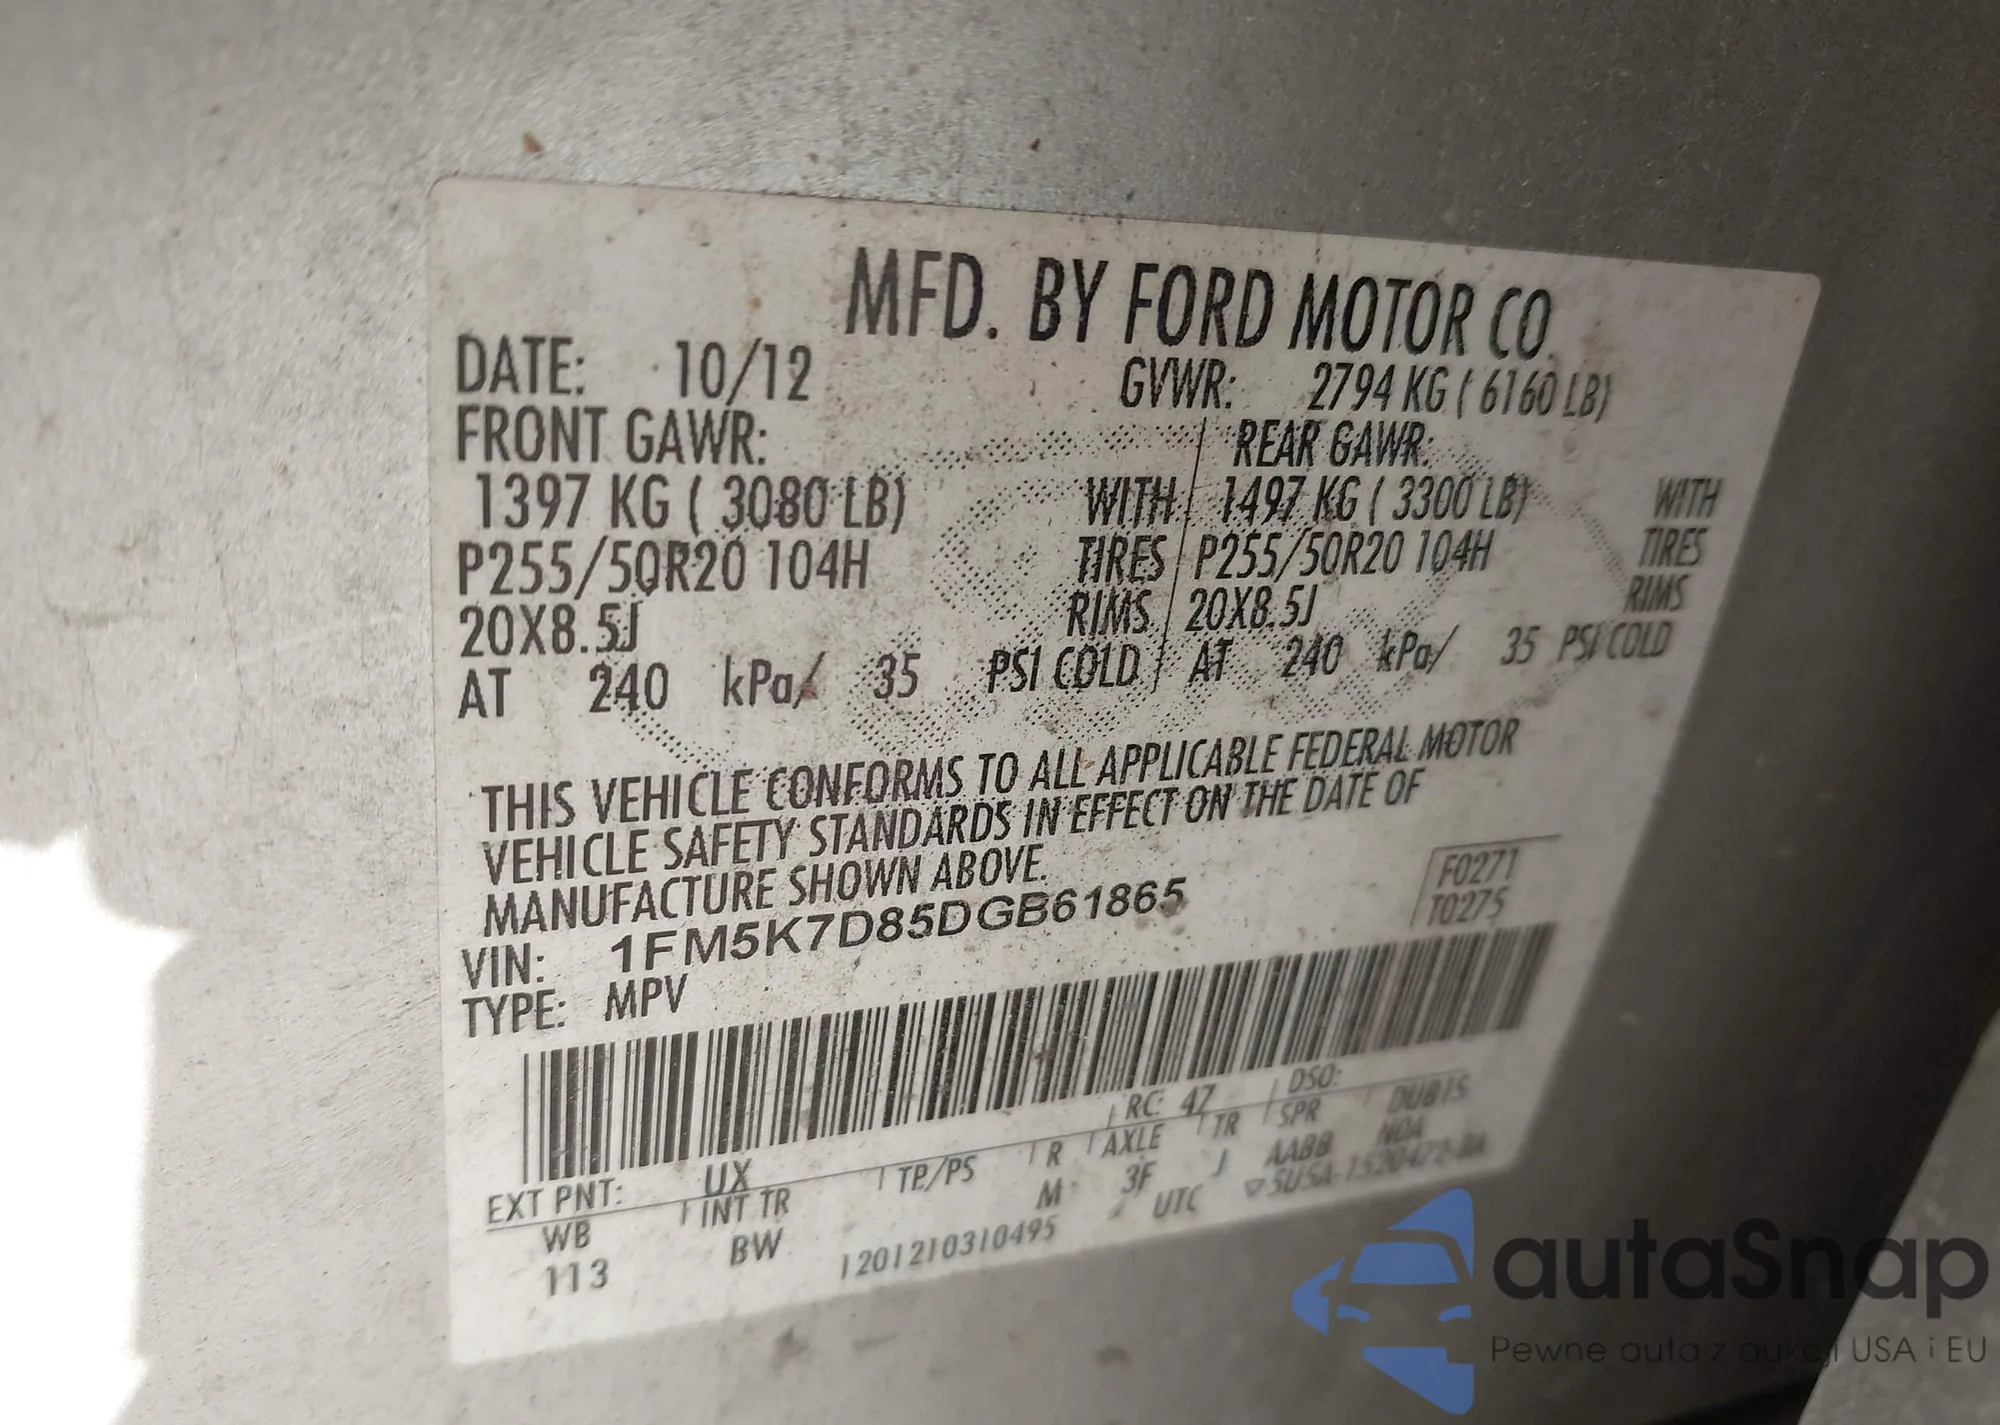 MFD. BY FORD MOTOR CO.
DATE: 10/12 GVWR: 2794 KG ( 6160 LB)
FRONT GAWR: REAR GAWR:
1397 KG ( 3080 LB) WITH 1497 KG ( 3300 LB) WITH
P255/50R20 104H TIRES P255/50R20 104H TIRES
20X8.5J RIMS 20X8.5J RIMS
AT 240 kPa/ 35 PSI COLD AT 240 kPa/ 35 PSI COLD
THIS VEHICLE CONFORMS TO ALL APPLICABLE FEDERAL MOTOR
VEHICLE SAFETY STANDARDS IN EFFECT ON THE DATE OF
MANUFACTURE SHOWN ABOVE.
F0271
T0275
VIN: 1FM5K7D85DGB61865
TYPE: MPV
EXT PNT: UX RC: 47 DSO:
WB INT TR TP/PS R AXLE TR SPR DUBIS
113 BW M 3F J AABB N0A
1201210310495 UTC ▽5USA-1520472-BA
autaSnap
Pewne auta z aukcji USA i EU